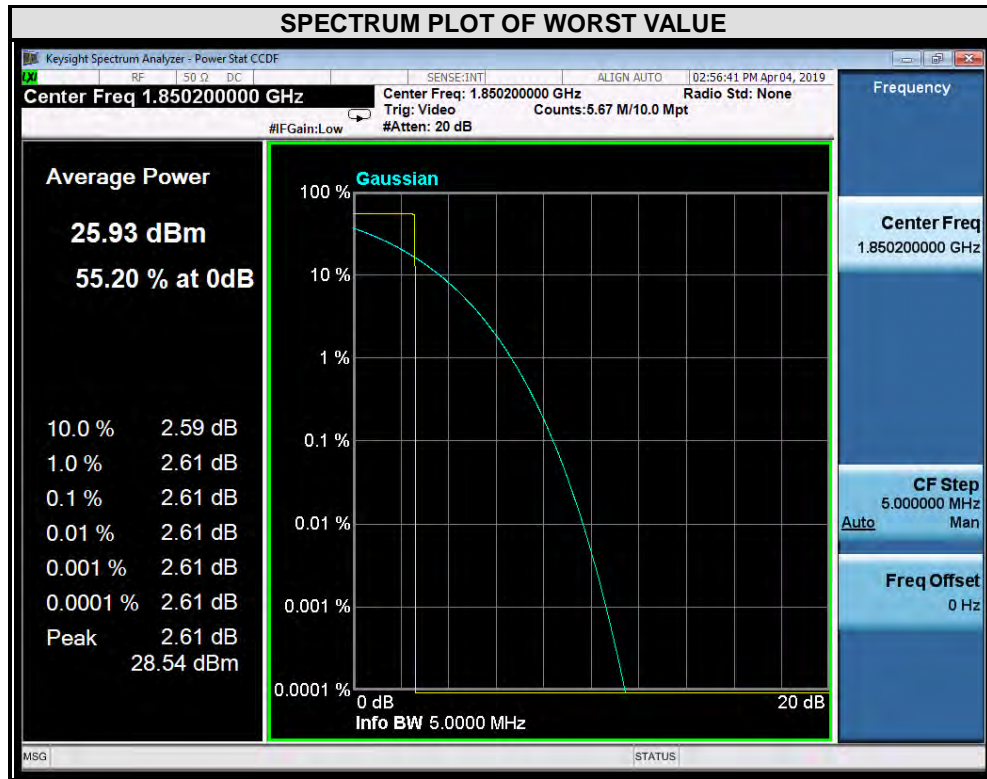 SPECTRUM PLOT OF WORST VALUE
Keysight Spectrum Analyzer - Power Stat CCDF
LXI RF 50 Ω DC SENSE:INT ALIGN AUTO 02:56:41 PM Apr 04, 2019
Center Freq 1.850200000 GHz
Center Freq: 1.850200000 GHz Radio Std: None
Trig: Video Counts:5.67 M/10.0 Mpt
#IFGain:Low #Atten: 20 dB
Frequency
Average Power
25.93 dBm
55.20 % at 0dB
10.0 % 2.59 dB
1.0 % 2.61 dB
0.1 % 2.61 dB
0.01 % 2.61 dB
0.001 % 2.61 dB
0.0001 % 2.61 dB
Peak 2.61 dB
28.54 dBm
Gaussian
100 %
10 %
1 %
0.1 %
0.01 %
0.001 %
0.0001 %
0 dB 20 dB
Info BW 5.0000 MHz
Center Freq
1.850200000 GHz
CF Step
5.000000 MHz
Auto Man
Freq Offset
0 Hz
MSG STATUS